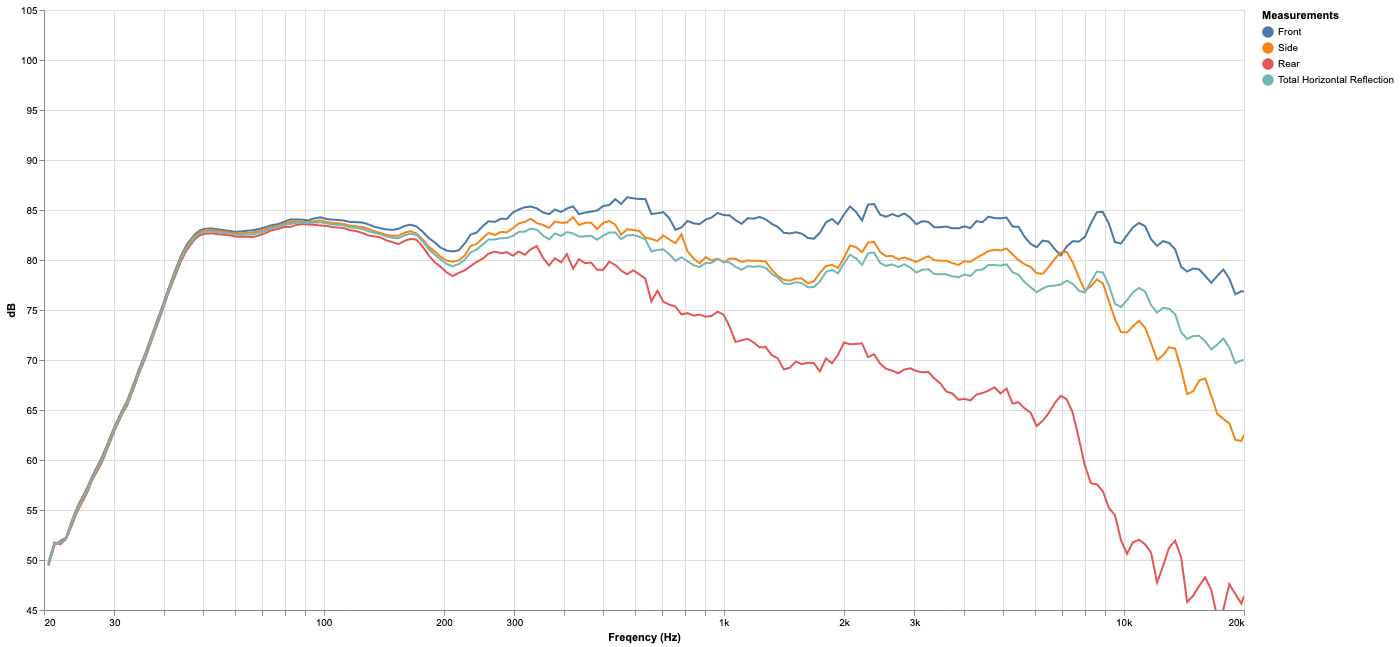 105
100
95
90
85
80
75
70
65
60
55
50
45
dB
20 30 100 200 300 1k 2k 3k 10k 20k
Freqency (Hz)
Measurements
Front
Side
Rear
Total Horizontal Reflection